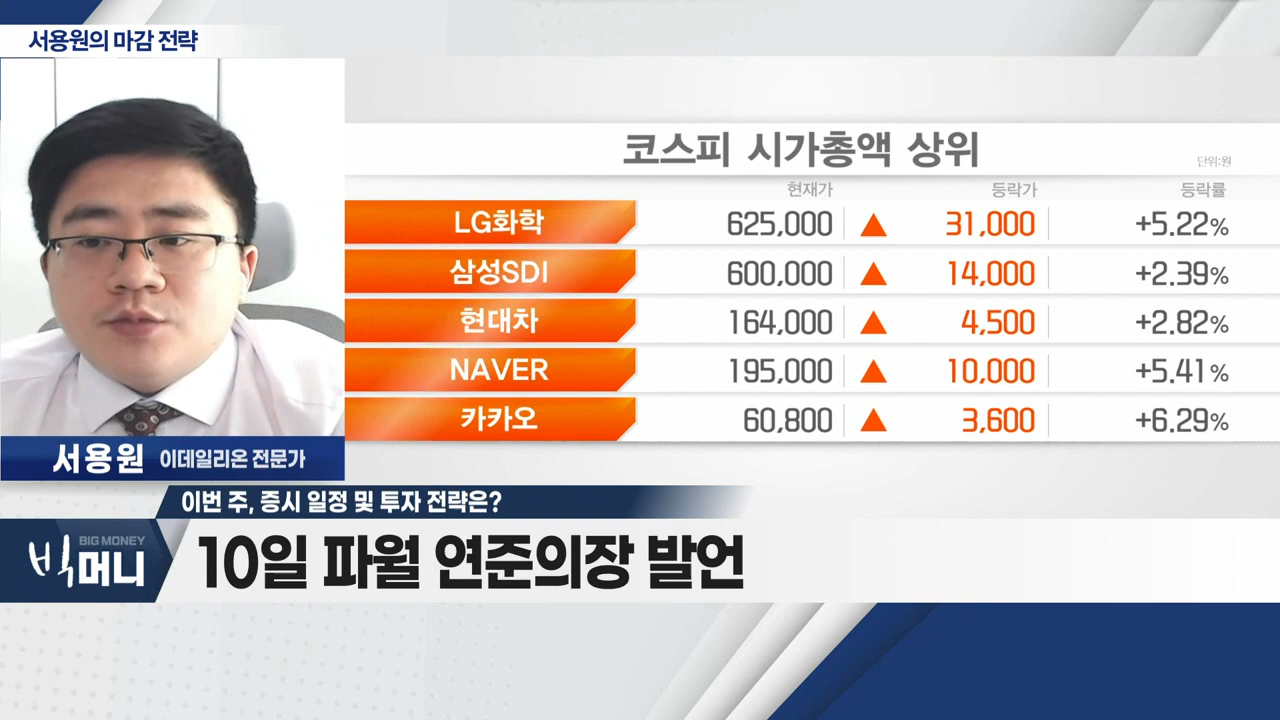 서용원의 마감 전략
코스피 시가총액 상위
단위:원
현재가 등락가 등락률
LG화학 625,000 ▲ 31,000 +5.22%
삼성SDI 600,000 ▲ 14,000 +2.39%
현대차 164,000 ▲ 4,500 +2.82%
NAVER 195,000 ▲ 10,000 +5.41%
카카오 60,800 ▲ 3,600 +6.29%
서용원 이데일리온 전문가
이번 주, 증시 일정 및 투자 전략은?
BIG MONEY
빅머니
10일 파월 연준의장 발언